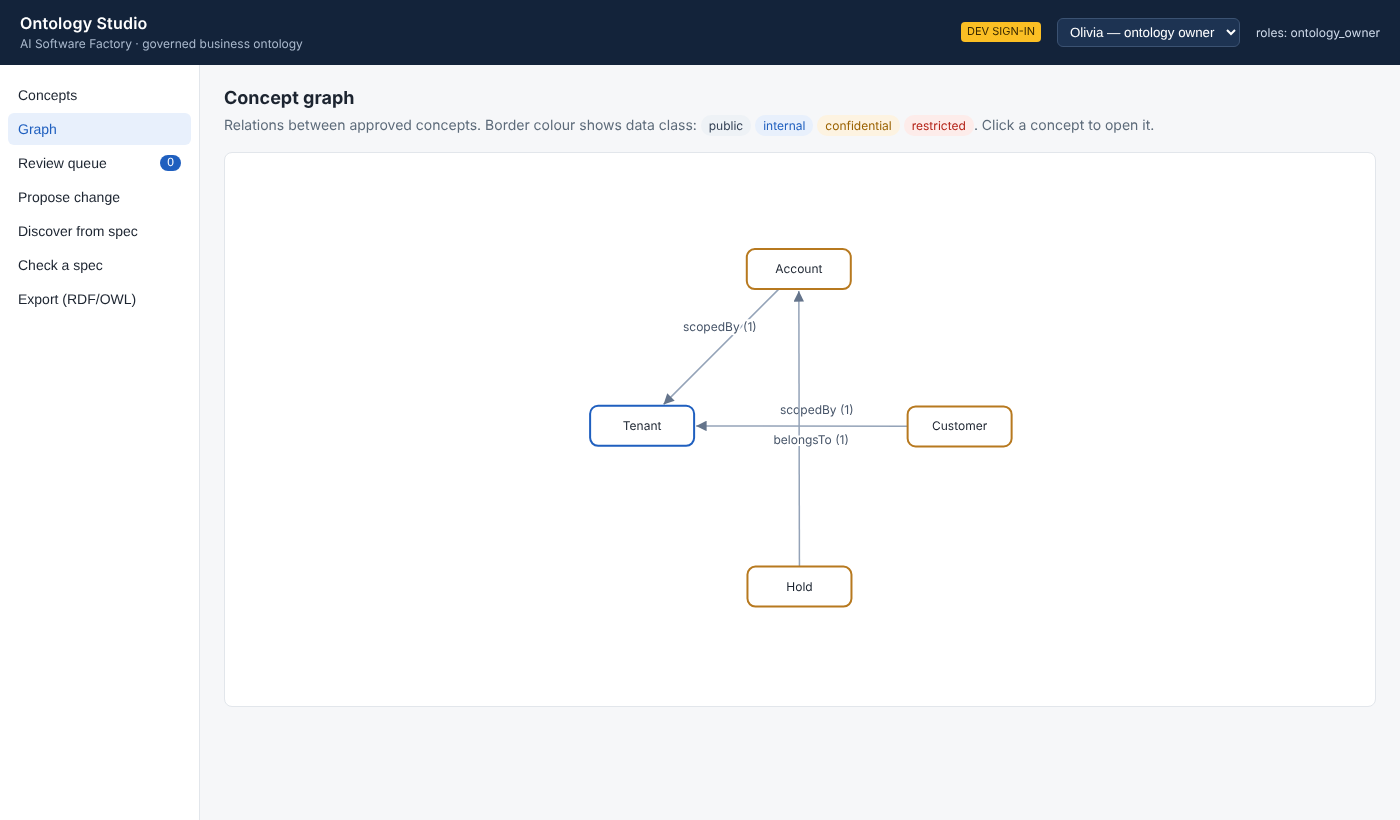 Ontology Studio
AI Software Factory · governed business ontology
DEV SIGN-IN
Olivia — ontology owner
roles: ontology_owner
Concepts
Graph
Review queue 0
Propose change
Discover from spec
Check a spec
Export (RDF/OWL)
Concept graph
Relations between approved concepts. Border colour shows data class: public internal confidential restricted . Click a concept to open it.
Account
scopedBy (1)
scopedBy (1)
Tenant
Customer
belongsTo (1)
Hold